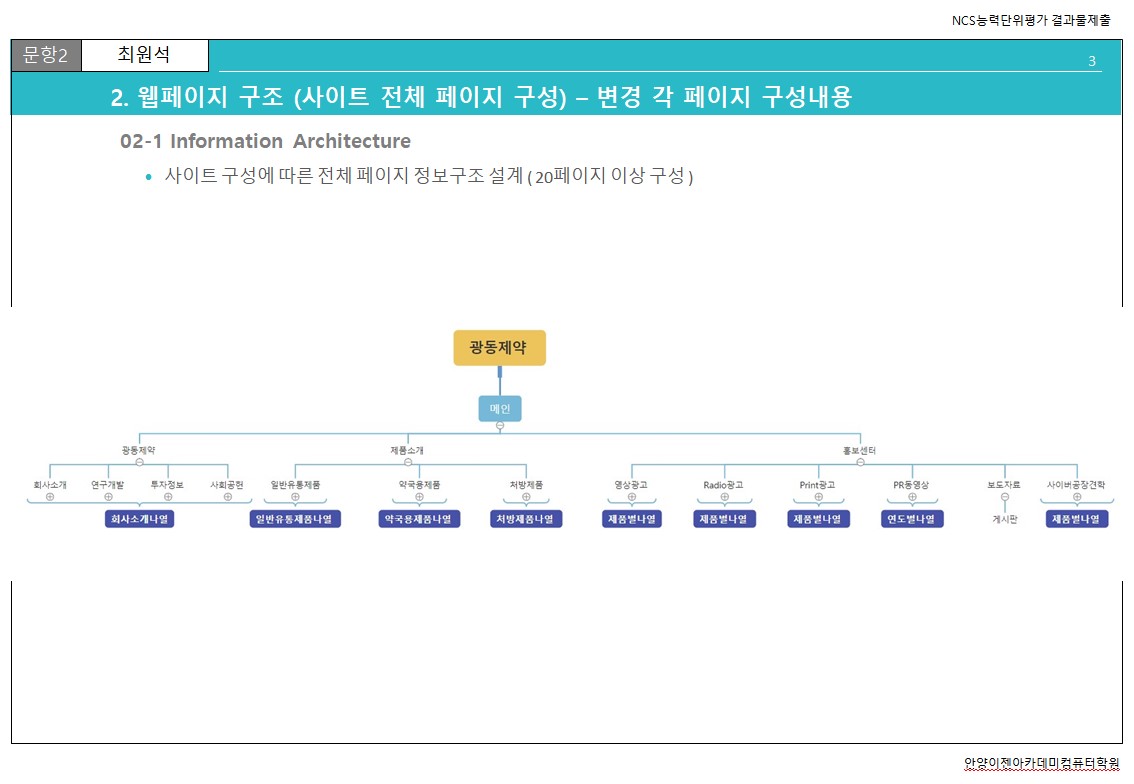 NCS능력단위평가 결과물제출
문항2 최원석
3
2. 웹페이지 구조 (사이트 전체 페이지 구성) – 변경 각 페이지 구성내용
02-1 Information Architecture
• 사이트 구성에 따른 전체 페이지 정보구조 설계 ( 20페이지 이상 구성 )
광동제약
메인
광동제약 제품소개 홍보센터
회사소개 연구개발 투자정보 사회공헌 일반유통제품 약국용제품 처방제품 영상광고 Radio광고 Print광고 PR동영상 보도자료 사이버공장견학
회사소개나열 일반유통제품나열 약국용제품나열 처방제품나열 제품별나열 제품별나열 제품별나열 연도별나열 게시판 제품별나열
안양이젠아카데미컴퓨터학원